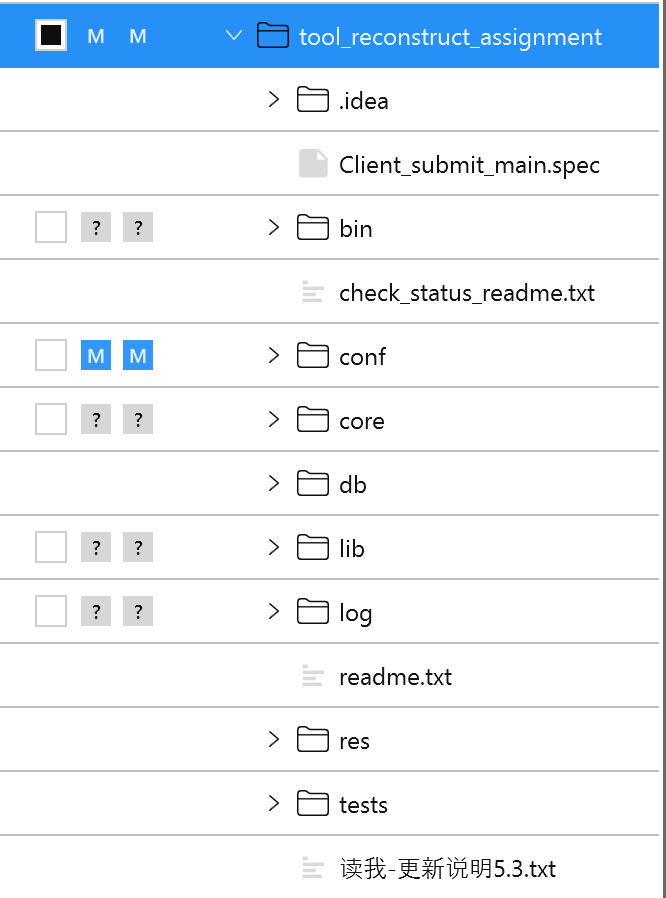 M M tool_reconstruct_assignment
.idea
Client_submit_main.spec
? ? bin
check_status_readme.txt
M M conf
? ? core
db
? ? lib
? ? log
readme.txt
res
tests
读我-更新说明5.3.txt